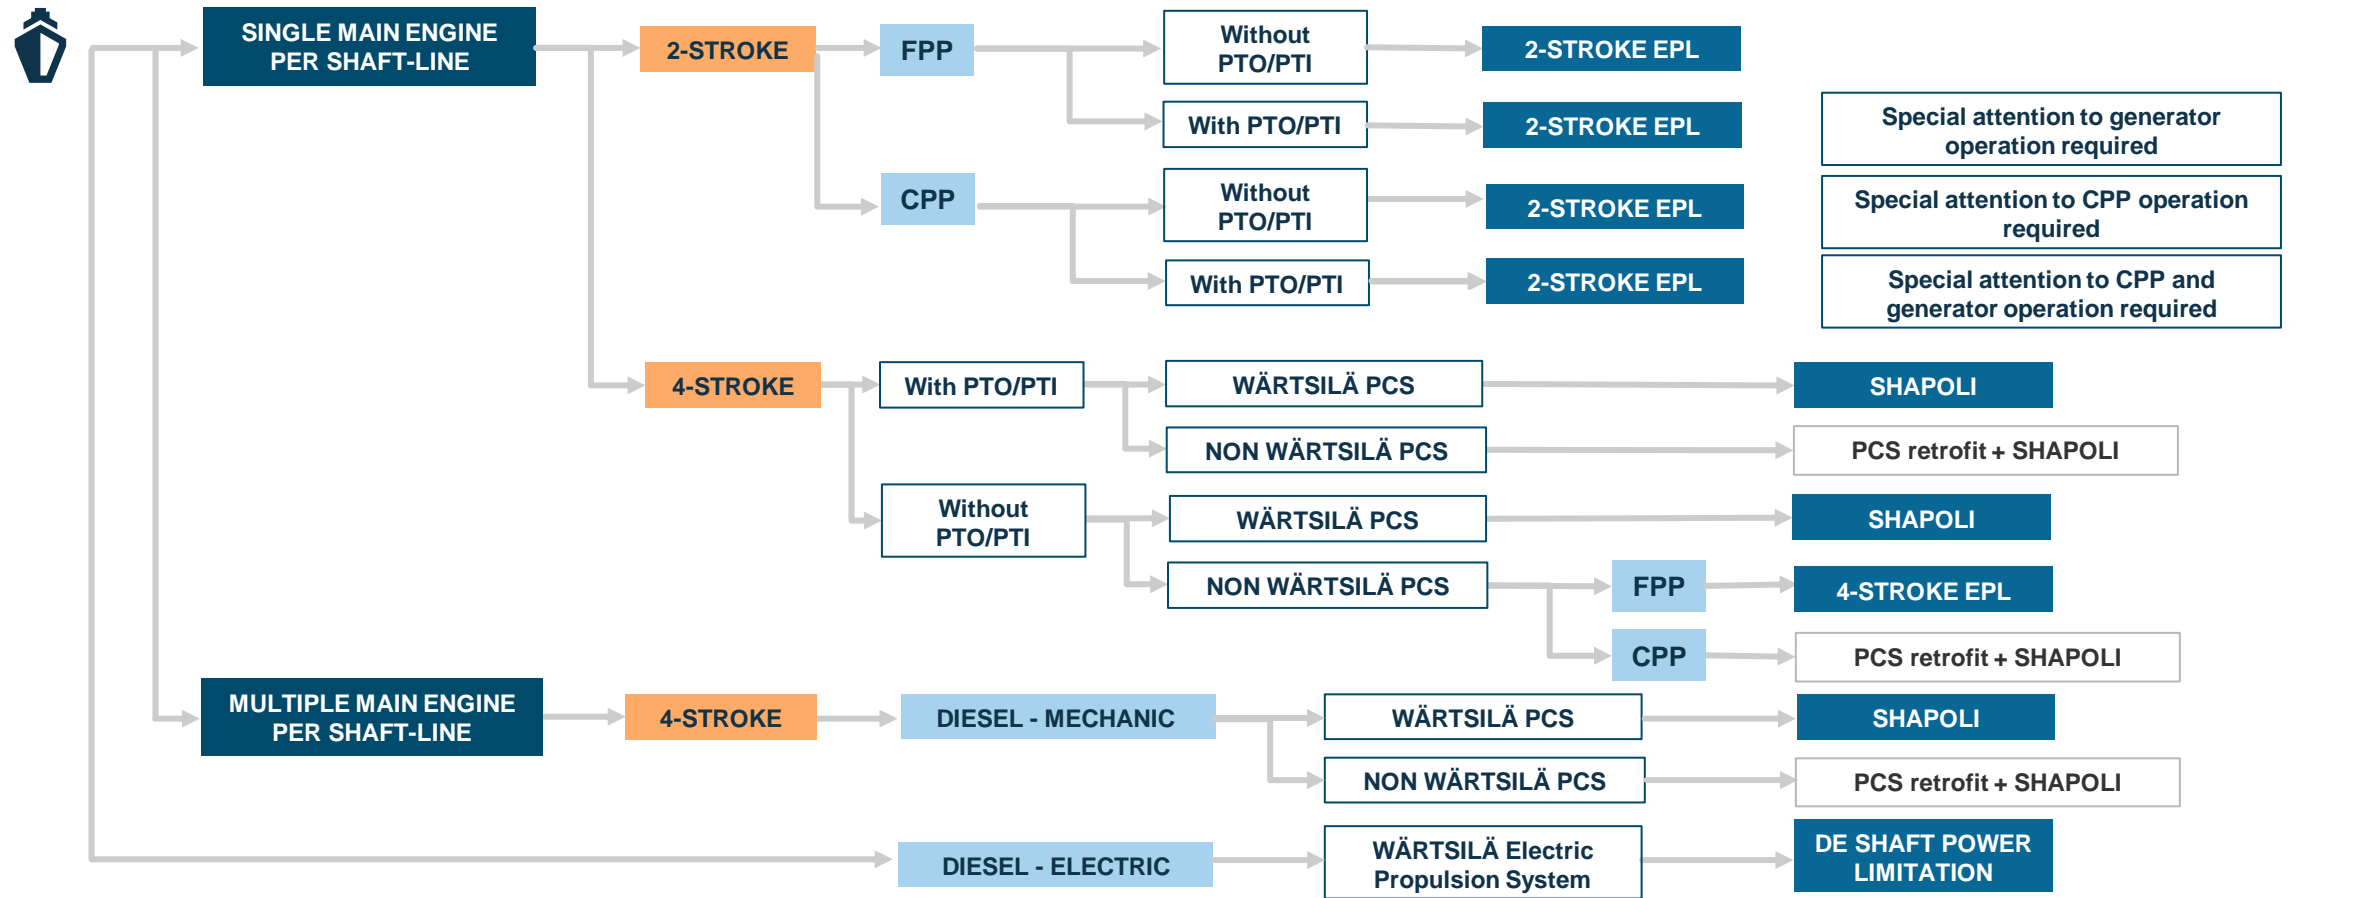 SINGLE MAIN ENGINE
PER SHAFT-LINE
2-STROKE
FPP
Without
PTO/PTI
2-STROKE EPL
With PTO/PTI
2-STROKE EPL
Special attention to generator
operation required
CPP
Without
PTO/PTI
2-STROKE EPL
Special attention to CPP operation
required
With PTO/PTI
2-STROKE EPL
Special attention to CPP and
generator operation required
4-STROKE
With PTO/PTI
WÄRTSILÄ PCS
SHAPOLI
NON WÄRTSILÄ PCS
PCS retrofit + SHAPOLI
Without
PTO/PTI
WÄRTSILÄ PCS
SHAPOLI
NON WÄRTSILÄ PCS
FPP
4-STROKE EPL
CPP
PCS retrofit + SHAPOLI
MULTIPLE MAIN ENGINE
PER SHAFT-LINE
4-STROKE
DIESEL - MECHANIC
WÄRTSILÄ PCS
SHAPOLI
NON WÄRTSILÄ PCS
PCS retrofit + SHAPOLI
DIESEL - ELECTRIC
WÄRTSILÄ Electric
Propulsion System
DE SHAFT POWER
LIMITATION